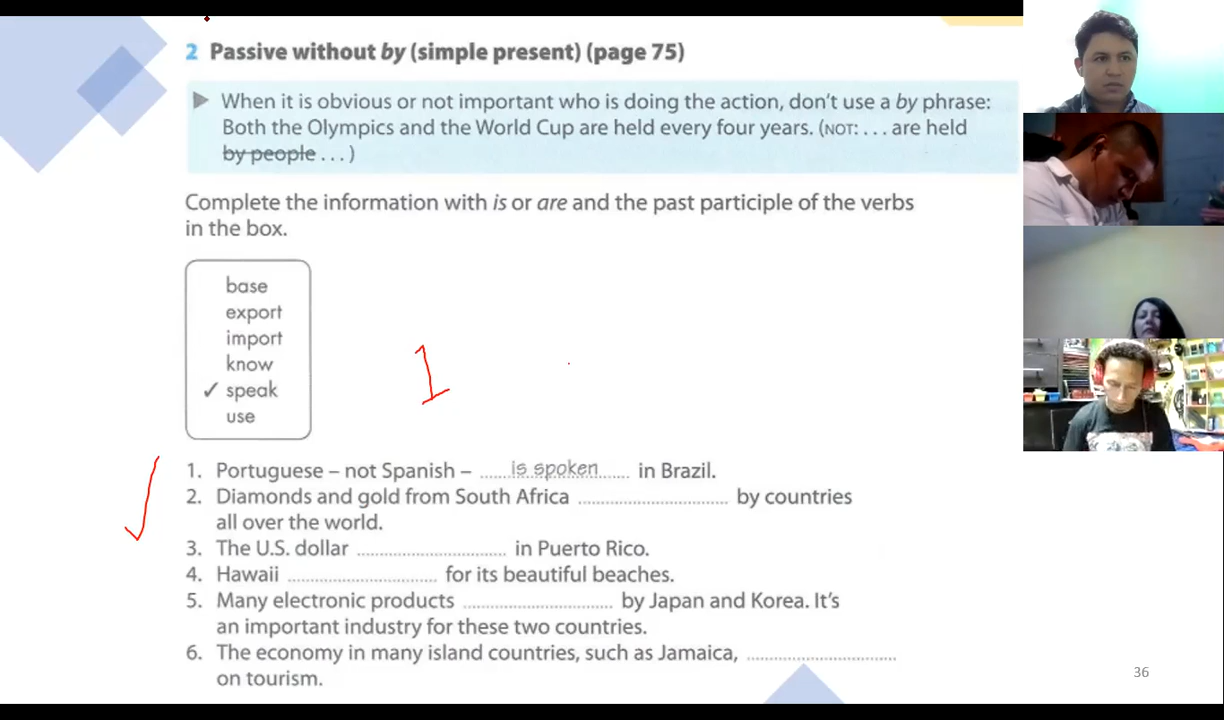 2 Passive without by (simple present) (page 75)
▶ When it is obvious or not important who is doing the action, don't use a by phrase:
Both the Olympics and the World Cup are held every four years. (NOT: . . . are held
by people . . . )
Complete the information with is or are and the past participle of the verbs
in the box.
base
export
import
know
✓ speak
use
1
1. Portuguese – not Spanish – ......is spoken...... in Brazil.
2. Diamonds and gold from South Africa .............................. by countries
all over the world.
3. The U.S. dollar .............................. in Puerto Rico.
4. Hawaii .............................. for its beautiful beaches.
5. Many electronic products .............................. by Japan and Korea. It's
an important industry for these two countries.
6. The economy in many island countries, such as Jamaica, ..............................
on tourism.
36